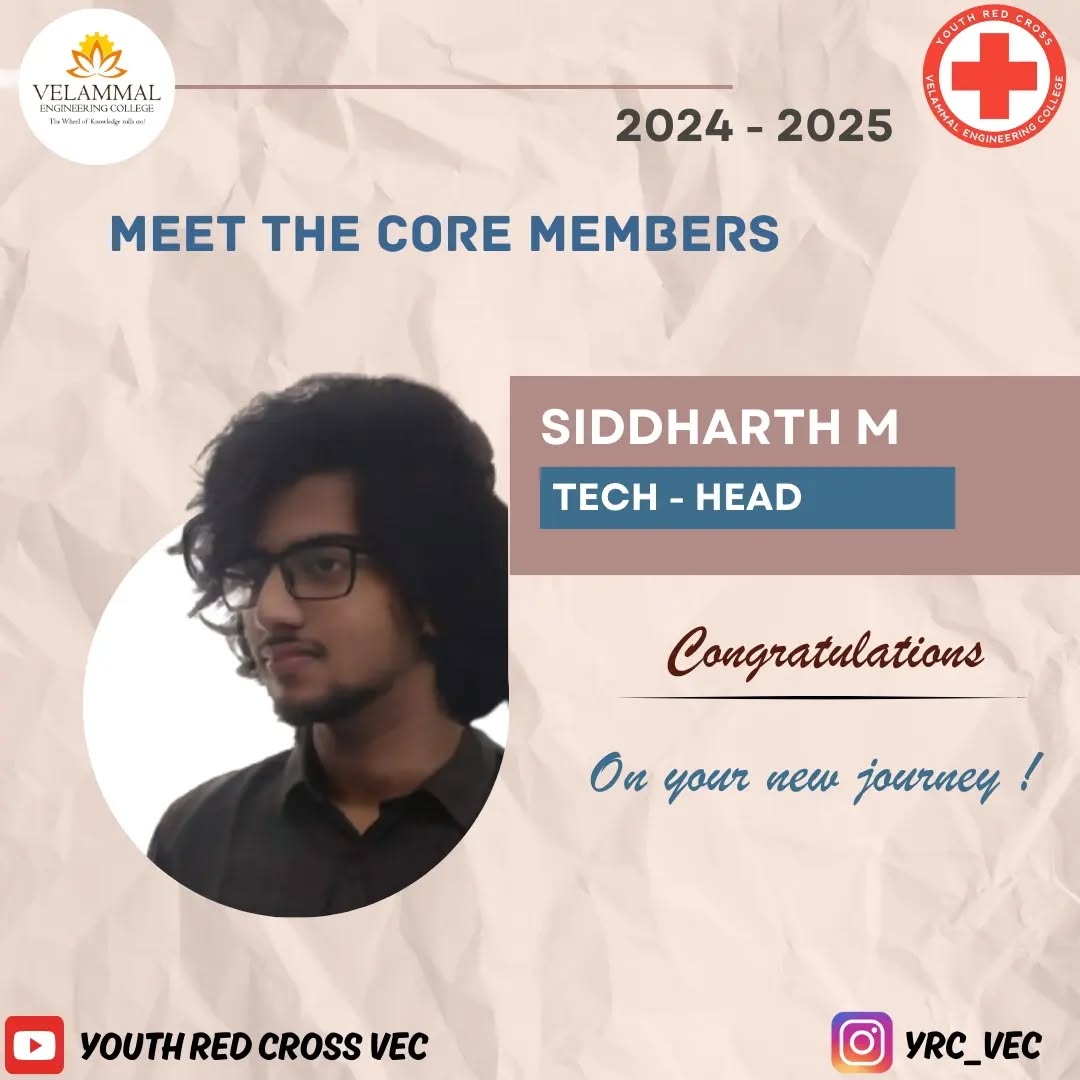 VELAMMAL
ENGINEERING COLLEGE
The Wheel of Knowledge rolls on!
YOUTH RED CROSS
VELAMMAL ENGINEERING COLLEGE
2024 - 2025
MEET THE CORE MEMBERS
SIDDHARTH M
TECH - HEAD
Congratulations
On your new journey !
YOUTH RED CROSS VEC
YRC_VEC